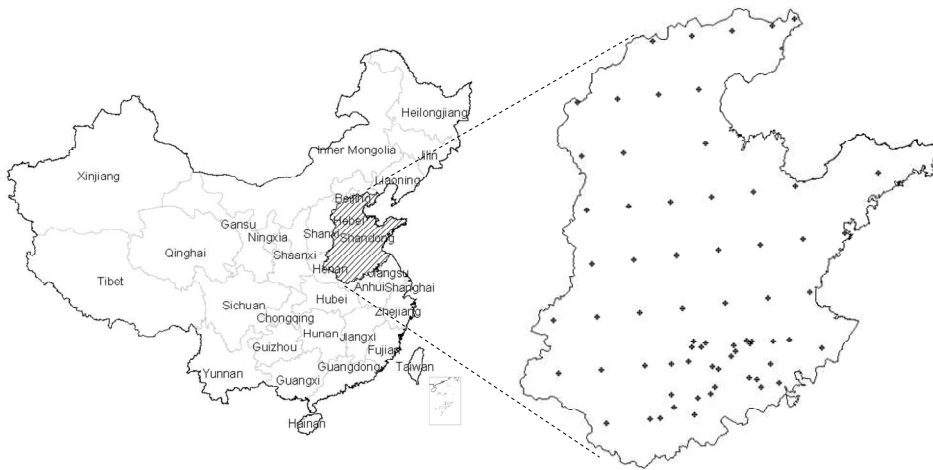 Heilongjiang
Inner Mongolia
Jilin
Xinjiang
Liaoning
Beijing
Gansu
Hebei
Ningxia
Shanxi
Shandong
Qinghai
Shaanxi
Henan
Jiangsu
Tibet
Anhui
Shanghai
Sichuan
Hubei
Chongqing
Zhejiang
Hunan
Jiangxi
Guizhou
Fujian
Yunnan
Guangdong
Taiwan
Guangxi
Hainan